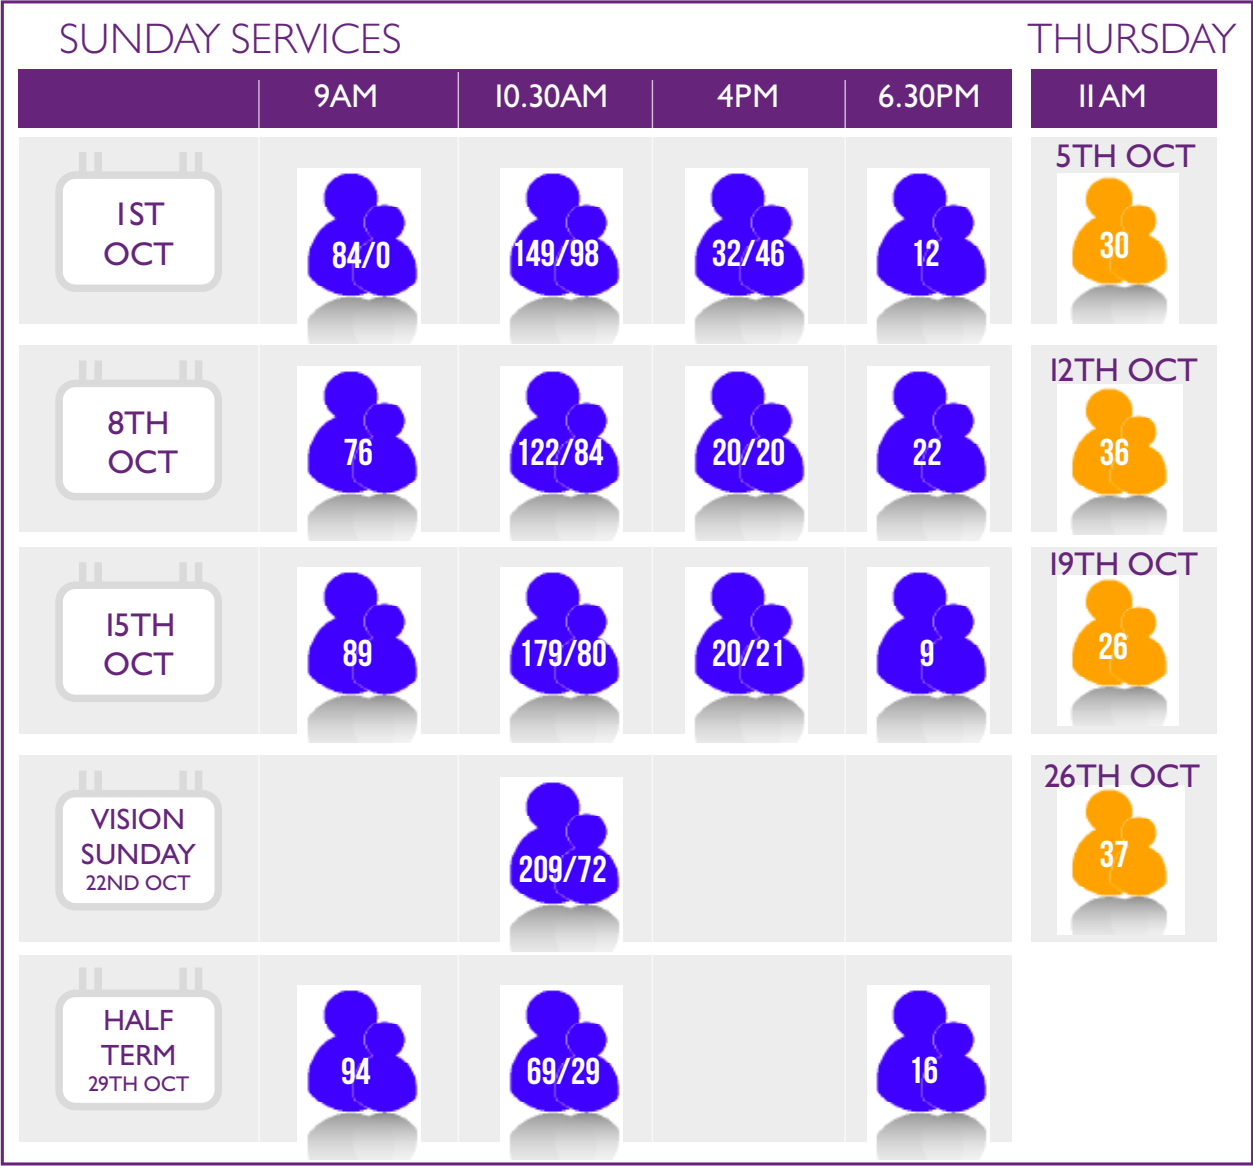 SUNDAY SERVICES
THURSDAY
9AM 10.30AM 4PM 6.30PM 11AM
1ST
OCT
84/0 149/98 32/46 12
5TH OCT
30
8TH
OCT
76 122/84 20/20 22
12TH OCT
36
15TH
OCT
89 179/80 20/21 9
19TH OCT
26
VISION
SUNDAY
22ND OCT
209/72
26TH OCT
37
HALF
TERM
29TH OCT
94 69/29 16